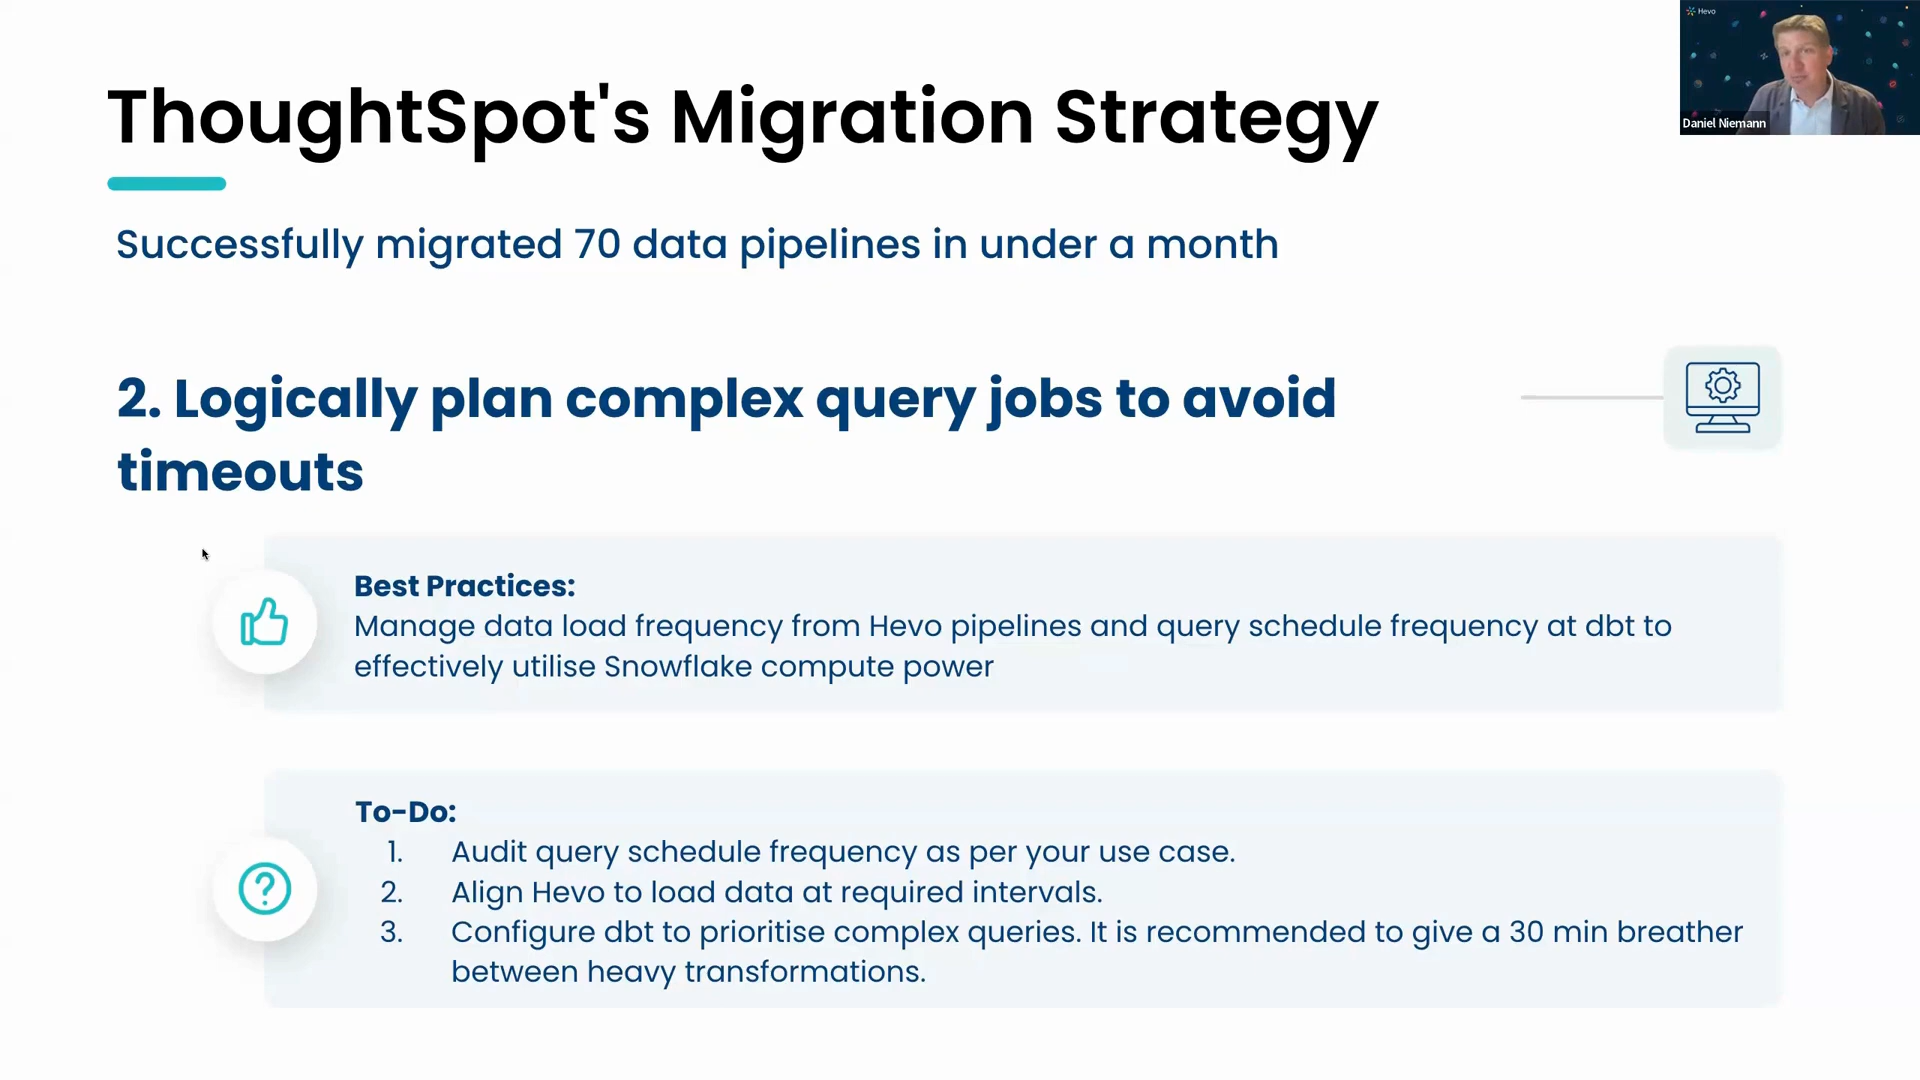 Hevo
Daniel Niemann
ThoughtSpot's Migration Strategy
Successfully migrated 70 data pipelines in under a month
2. Logically plan complex query jobs to avoid
timeouts
Best Practices:
Manage data load frequency from Hevo pipelines and query schedule frequency at dbt to
effectively utilise Snowflake compute power
To-Do:
1. Audit query schedule frequency as per your use case.
2. Align Hevo to load data at required intervals.
3. Configure dbt to prioritise complex queries. It is recommended to give a 30 min breather
between heavy transformations.